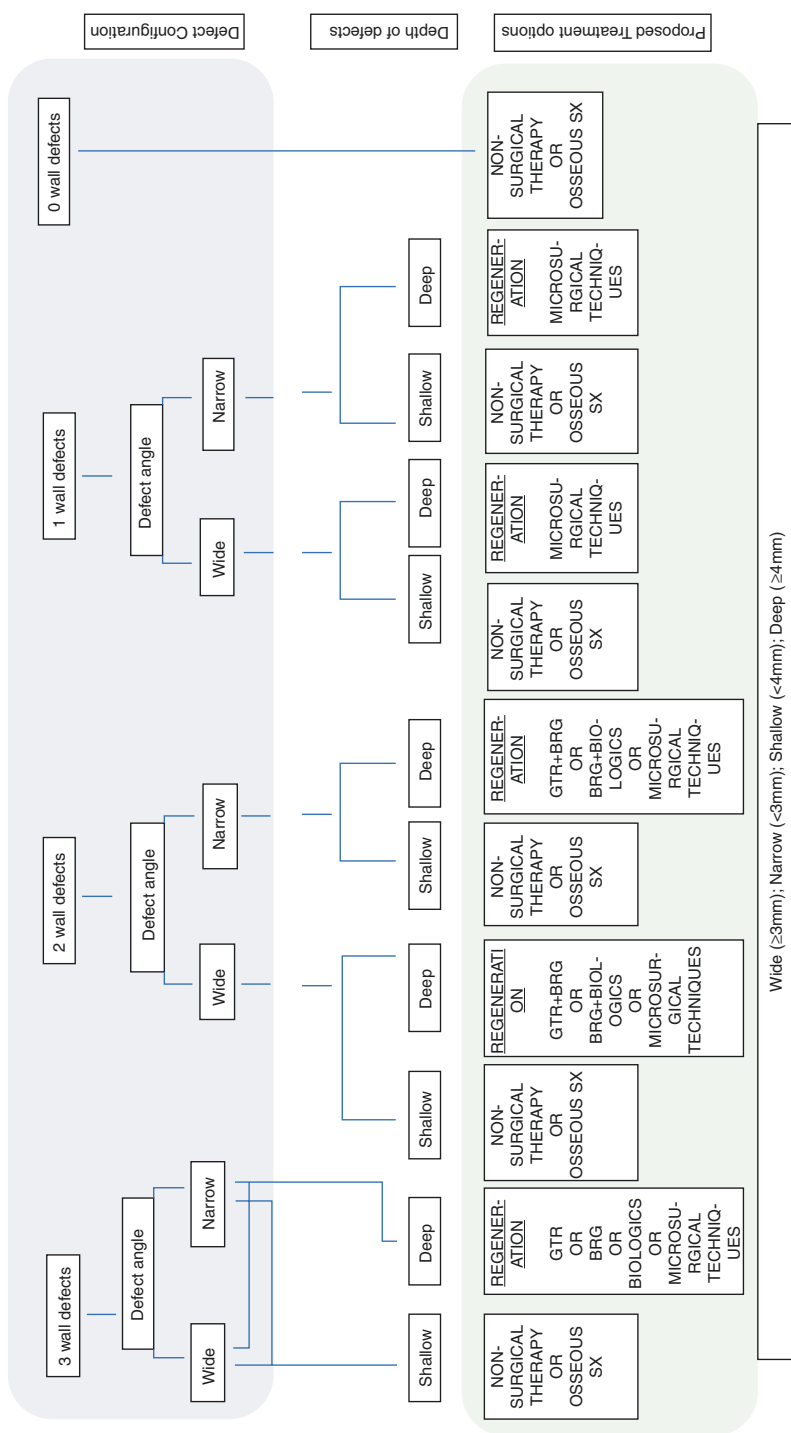 Defect Configuration
Depth of defects
Proposed Treatment options
3 wall defects
Defect angle
Wide
Narrow
Shallow
Deep
NON-
SURGICAL
THERAPY
OR
OSSEOUS
SX
REGENER-
ATION
GTR
OR
BRG
OR
BIOLOGICS
OR
MICROSU-
RGICAL
TECHNIQ-
UES
2 wall defects
Defect angle
Wide
Narrow
Shallow
Deep
Shallow
Deep
NON-
SURGICAL
THERAPY
OR
OSSEOUS SX
REGENERATI
ON
GTR+BRG
OR
BRG+BIOL-
OGICS
OR
MICROSUR-
GICAL
TECHNIQUES
NON-
SURGICAL
THERAPY
OR
OSSEOUS
SX
REGENER-
ATION
GTR+BRG
OR
BRG+BIO-
LOGICS
OR
MICROSU-
RGICAL
TECHNIQ-
UES
1 wall defects
Defect angle
Wide
Narrow
Shallow
Deep
Shallow
Deep
NON-
SURGICAL
THERAPY
OR
OSSEOUS
SX
REGENER-
ATION
MICROSU-
RGICAL
TECHNIQ-
UES
NON-
SURGICAL
THERAPY
OR
OSSEOUS
SX
REGENER-
ATION
MICROSU-
RGICAL
TECHNIQ-
UES
0 wall defects
NON-
SURGICAL
THERAPY
OR
OSSEOUS SX
Wide (≥3mm); Narrow (<3mm); Shallow (<4mm); Deep (≥4mm)